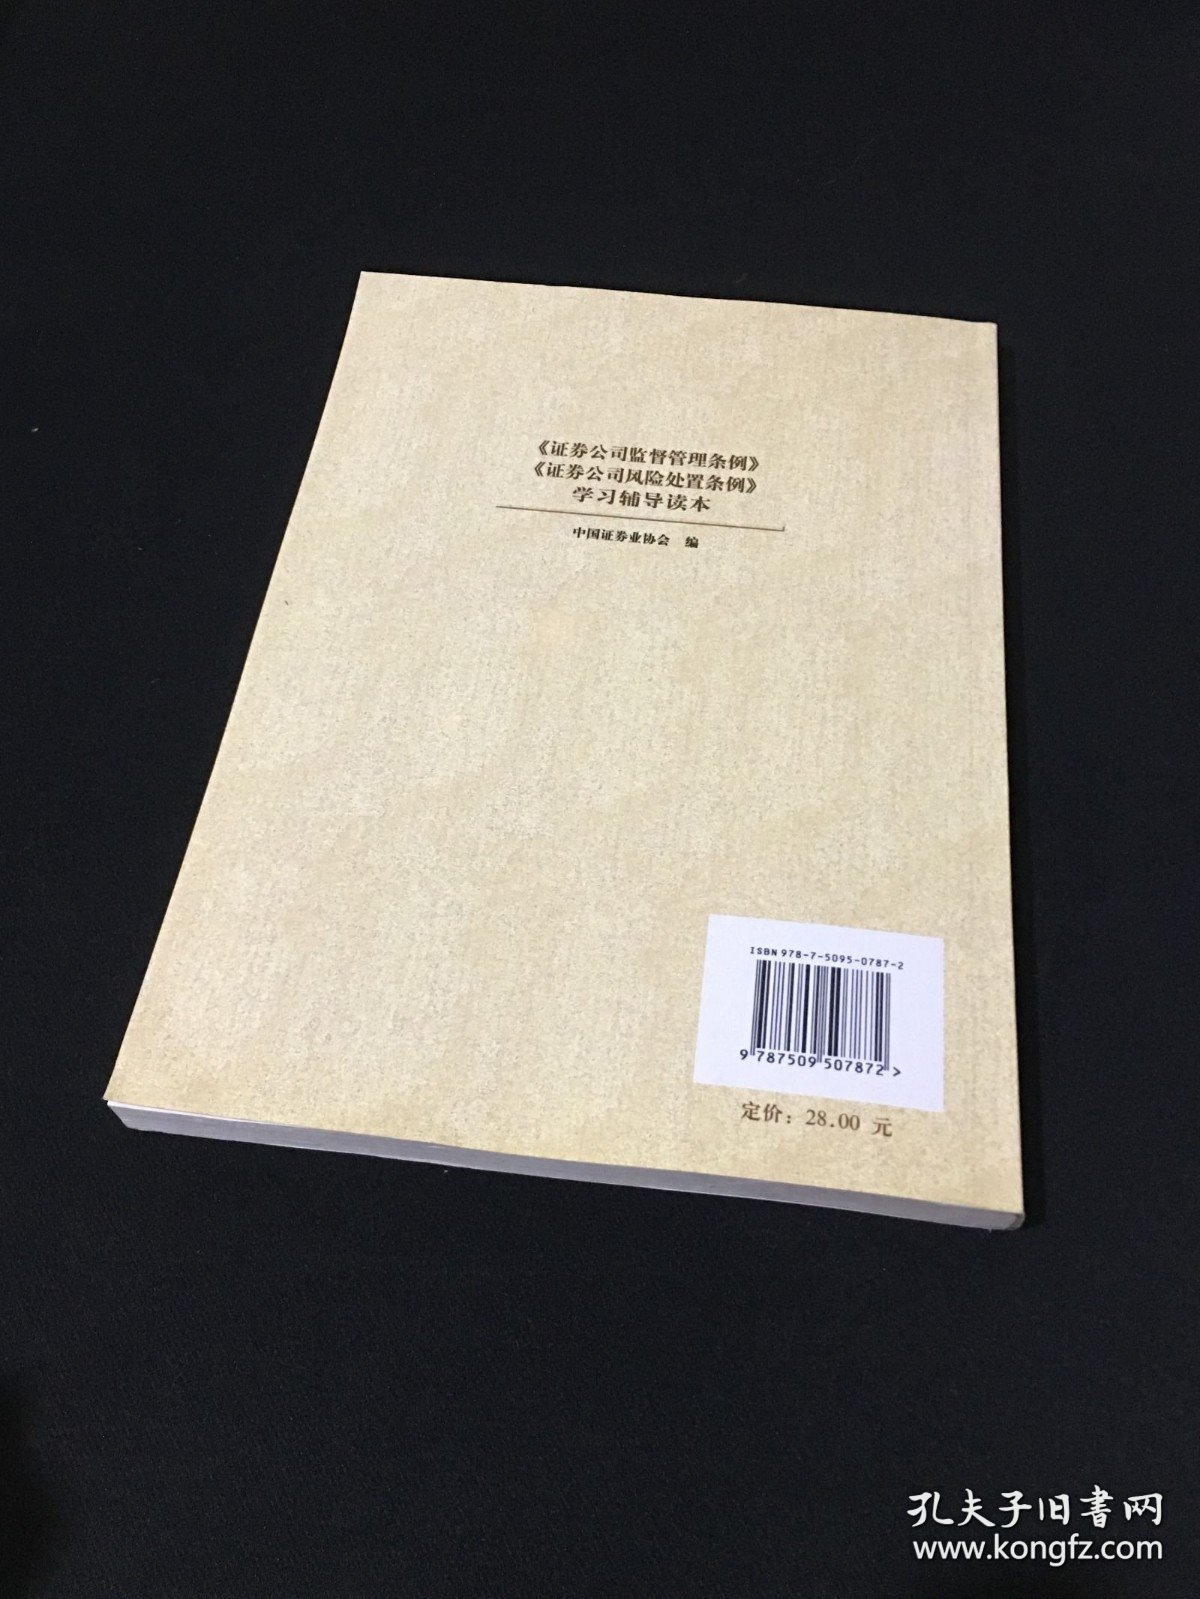 《证券公司监督管理条例》
《证券公司风险处置条例》
学习辅导读本
中国证券业协会 编
ISBN 978-7-5095-0787-2
9 787509 507872 >
定价：28.00 元
孔夫子旧書网
www.kongfz.com